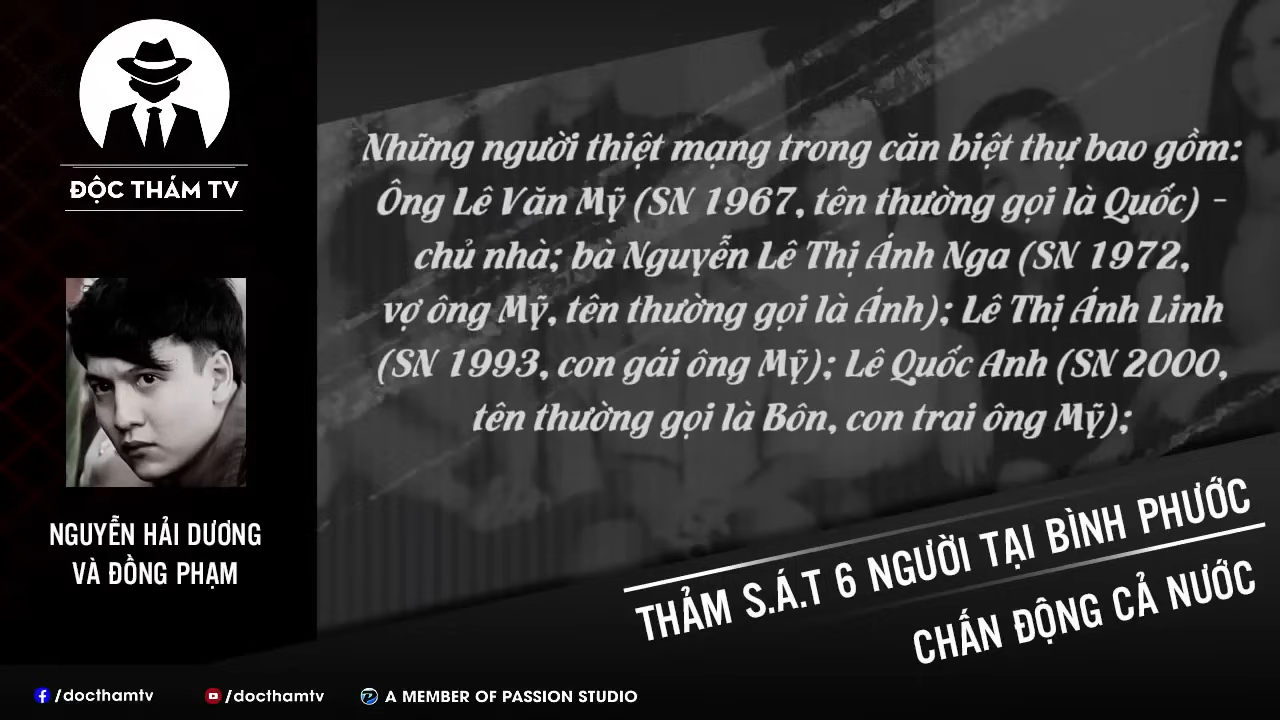 ĐỘC THÁM TV
NGUYỄN HẢI DƯƠNG
VÀ ĐỒNG PHẠM
Những người thiệt mạng trong căn biệt thự bao gồm:
Ông Lê Văn Mỹ (SN 1967, tên thường gọi là Quốc) -
chủ nhà; bà Nguyễn Lê Thị Ánh Nga (SN 1972,
vợ ông Mỹ, tên thường gọi là Ánh); Lê Thị Ánh Linh
(SN 1993, con gái ông Mỹ); Lê Quốc Anh (SN 2000,
tên thường gọi là Bôn, con trai ông Mỹ);
THẢM S.Á.T 6 NGƯỜI TẠI BÌNH PHƯỚC
CHẤN ĐỘNG CẢ NƯỚC
/docthamtv
/docthamtv
A MEMBER OF PASSION STUDIO